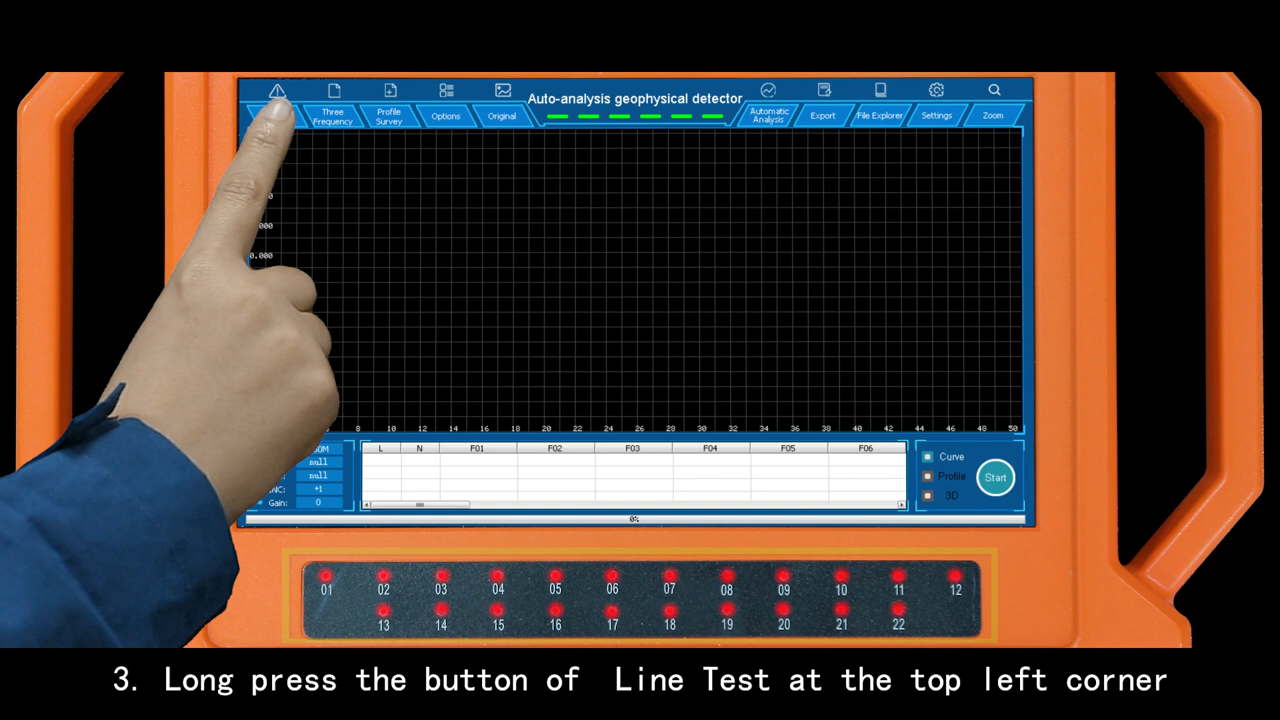 Auto-analysis geophysical detector
Three
Frequency
Profile
Survey
Options
Original
Automatic
Analysis
Export
File Explorer
Settings
Zoom
0.000
8 10 12 14 16 18 20 22 24 26 28 30 32 34 36 38 40 42 44 46 48 50
null
null
+1
Gain: 0
L N F01 F02 F03 F04 F05 F06
Curve
Profile
3D
Start
0%
01 02 03 04 05 06 07 08 09 10 11 12
13 14 15 16 17 18 19 20 21 22
3. Long press the button of Line Test at the top left corner